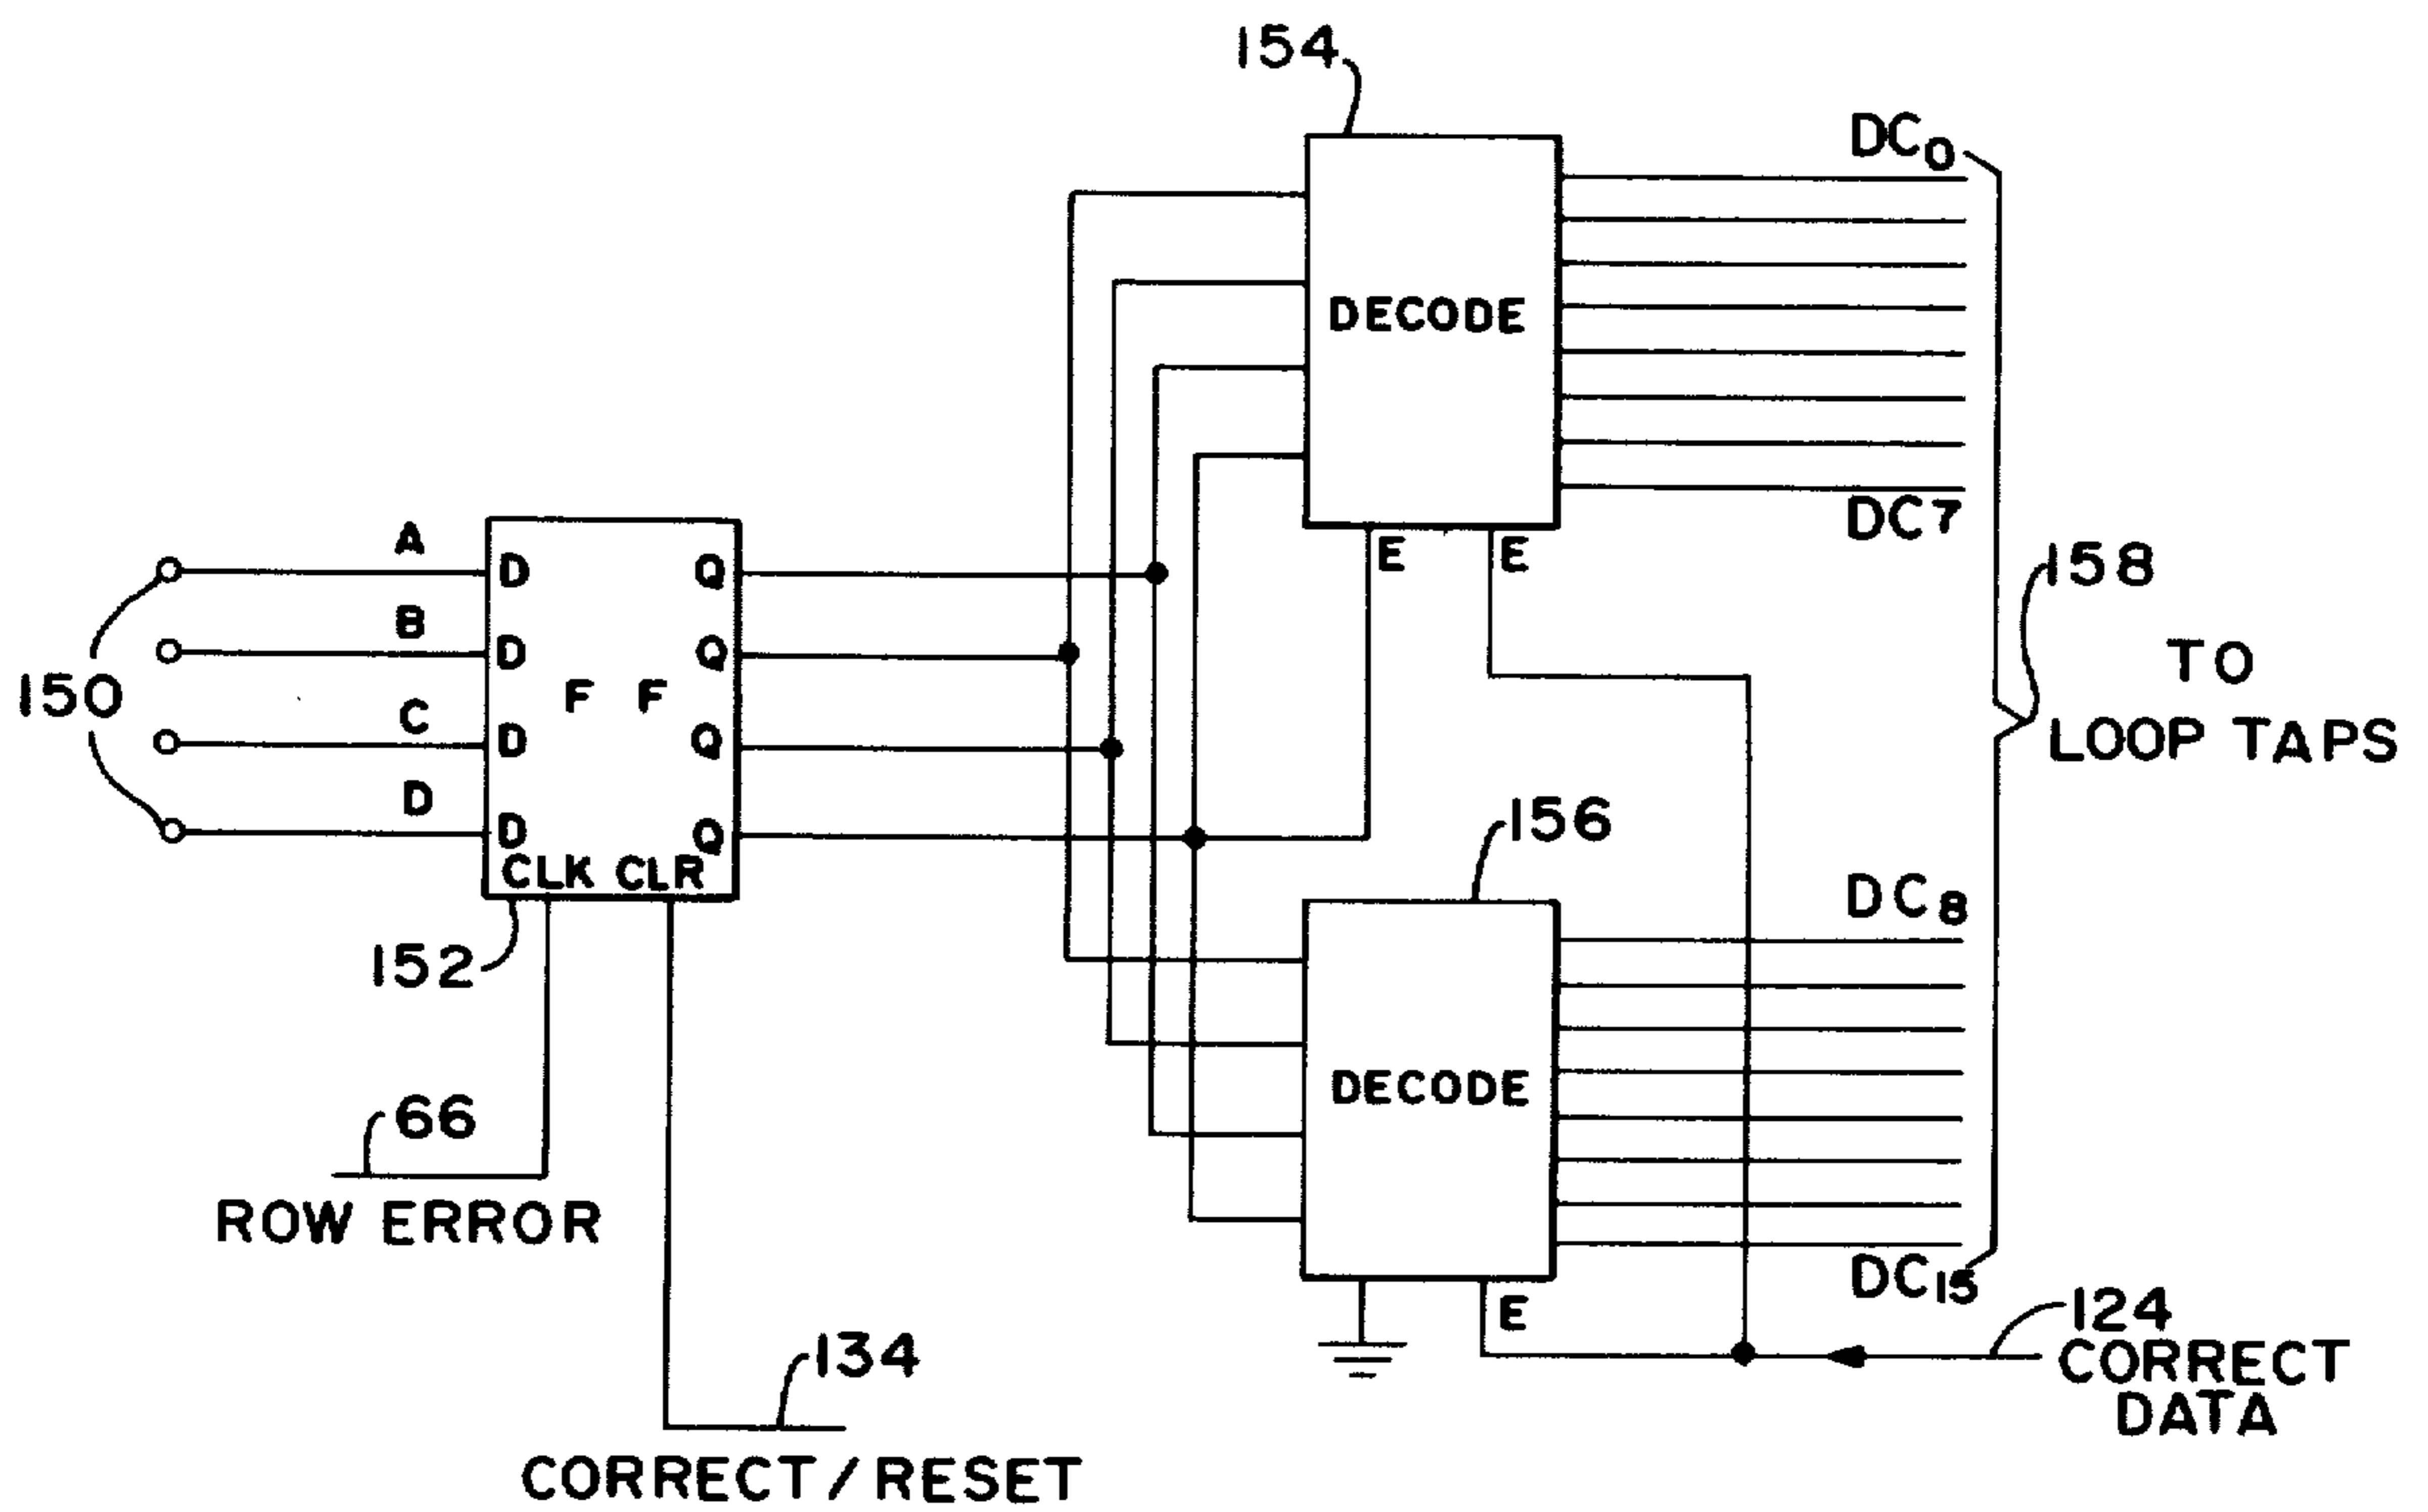 154
DC0
DECODE
DC7
E E
158
TO
LOOP TAPS
A
B
C
D
150
D Q
D Q
F F
D Q
D Q
CLK CLR
152
156
DC8
DECODE
DC15
E
66
ROW ERROR
134
CORRECT/RESET
124
CORRECT
DATA